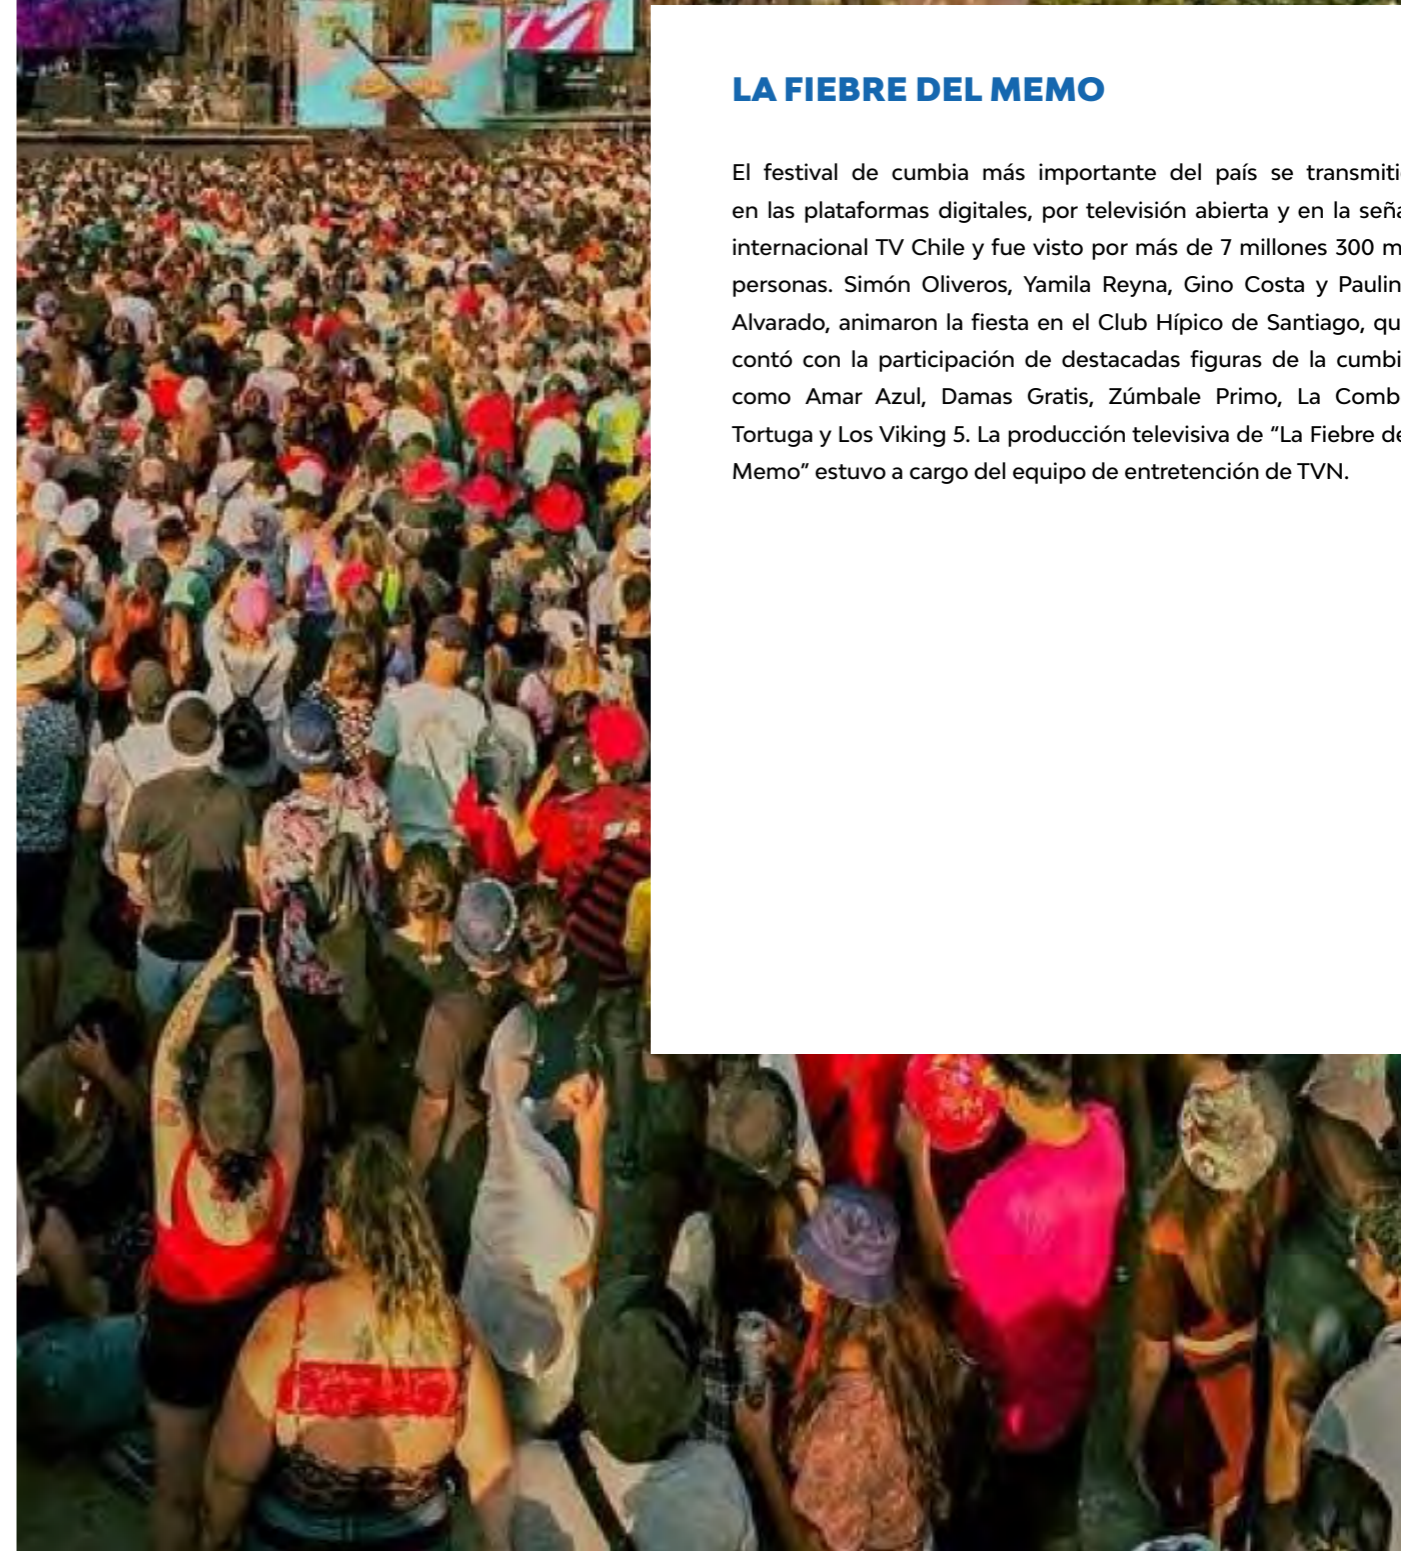 LA FIEBRE DEL MEMO
El festival de cumbia más importante del país se transmiti
en las plataformas digitales, por televisión abierta y en la seña
internacional TV Chile y fue visto por más de 7 millones 300 m
personas. Simón Oliveros, Yamila Reyna, Gino Costa y Paulin
Alvarado, animaron la fiesta en el Club Hípico de Santiago, qu
contó con la participación de destacadas figuras de la cumbi
como Amar Azul, Damas Gratis, Zúmbale Primo, La Comb
Tortuga y Los Viking 5. La producción televisiva de “La Fiebre de
Memo” estuvo a cargo del equipo de entretención de TVN.